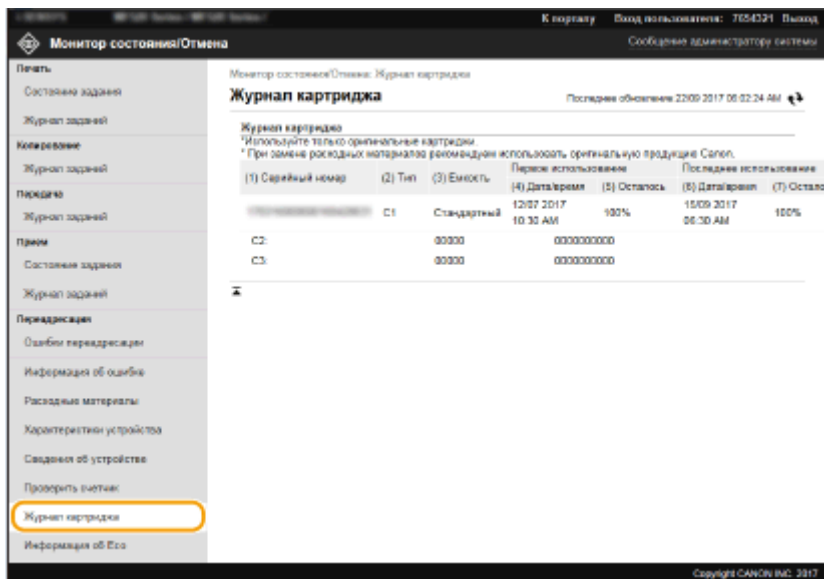 К порталу Вход пользователя: 7654321 Выход
Монитор состояния/Отмена
Сообщение администратору системы
Печать
Состояние задания
Журнал заданий
Копирование
Журнал заданий
Передача
Журнал заданий
Прием
Состояние задания
Журнал заданий
Переадресация
Ошибки переадресации
Информация об ошибке
Расходные материалы
Характеристики устройства
Сведения об устройстве
Проверить счетчик
Журнал картриджа
Информация об Eco
Монитор состояния/Отмена: Журнал картриджа
Журнал картриджа
Последнее обновление 22/09 2017 06:02:24 AM
Журнал картриджа
*Используйте только оригинальные картриджи.
* При замене расходных материалов рекомендуем использовать оригинальную продукцию Canon.
(1) Серийный номер (2) Тип (3) Емкость Первое использование Последнее использование
(4) Дата/время (5) Осталось (6) Дата/время (7) Остало
C1 Стандартный 12/07 2017 10:30 AM 100% 15/09 2017 06:30 AM 100%
C2: 00000 0000000000
C3: 00000 0000000000
Copyright CANON INC. 2017